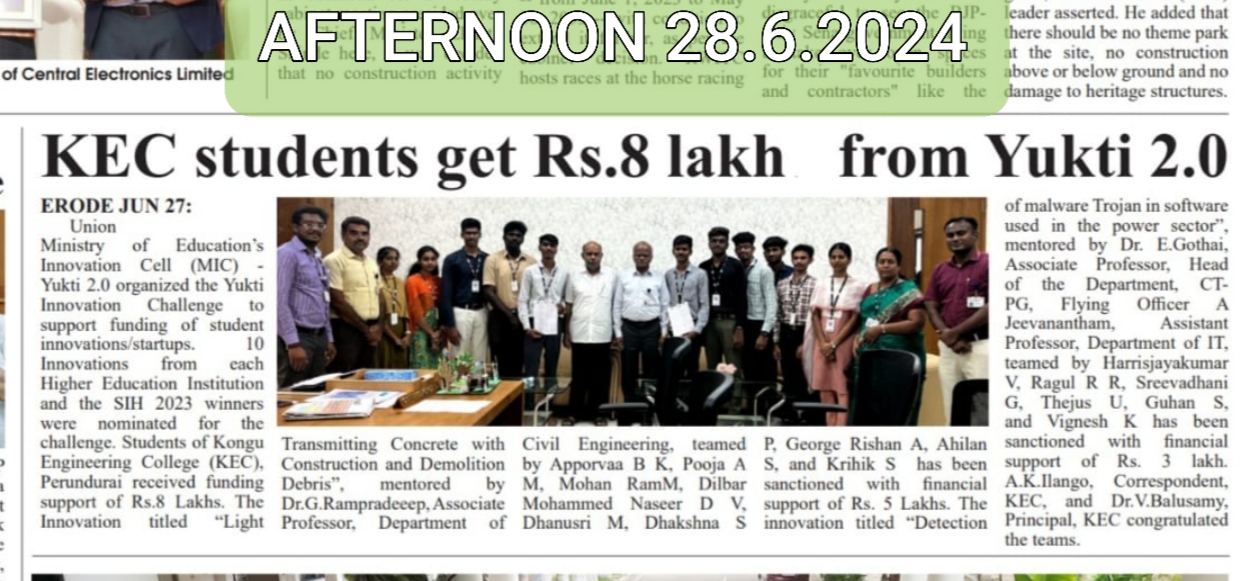 of Central Electronics Limited
AFTERNOON 28.6.2024
that no construction activity
hosts races at the horse racing
for their "favourite builders
and contractors" like the
leader asserted. He added that
there should be no theme park
at the site, no construction
above or below ground and no
damage to heritage structures.
KEC students get Rs.8 lakh from Yukti 2.0
ERODE JUN 27:
Union
Ministry of Education's
Innovation Cell (MIC) -
Yukti 2.0 organized the Yukti
Innovation Challenge to
support funding of student
innovations/startups. 10
Innovations from each
Higher Education Institution
and the SIH 2023 winners
were nominated for the
challenge. Students of Kongu
Engineering College (KEC),
Perundurai received funding
support of Rs.8 Lakhs. The
Innovation titled “Light
Transmitting Concrete with
Construction and Demolition
Debris”, mentored by
Dr.G.Rampradeeep, Associate
Professor, Department of
Civil Engineering, teamed
by Apporvaa B K, Pooja A
M, Mohan RamM, Dilbar
Mohammed Naseer D V,
Dhanusri M, Dhakshna S
P, George Rishan A, Ahilan
S, and Krihik S has been
sanctioned with financial
support of Rs. 5 Lakhs. The
innovation titled “Detection
of malware Trojan in software
used in the power sector”,
mentored by Dr. E.Gothai,
Associate Professor, Head
of the Department, CT-
PG, Flying Officer A
Jeevanantham, Assistant
Professor, Department of IT,
teamed by Harrisjayakumar
V, Ragul R R, Sreevadhani
G, Thejus U, Guhan S,
and Vignesh K has been
sanctioned with financial
support of Rs. 3 lakh.
A.K.Ilango, Correspondent,
KEC, and Dr.V.Balusamy,
Principal, KEC congratulated
the teams.